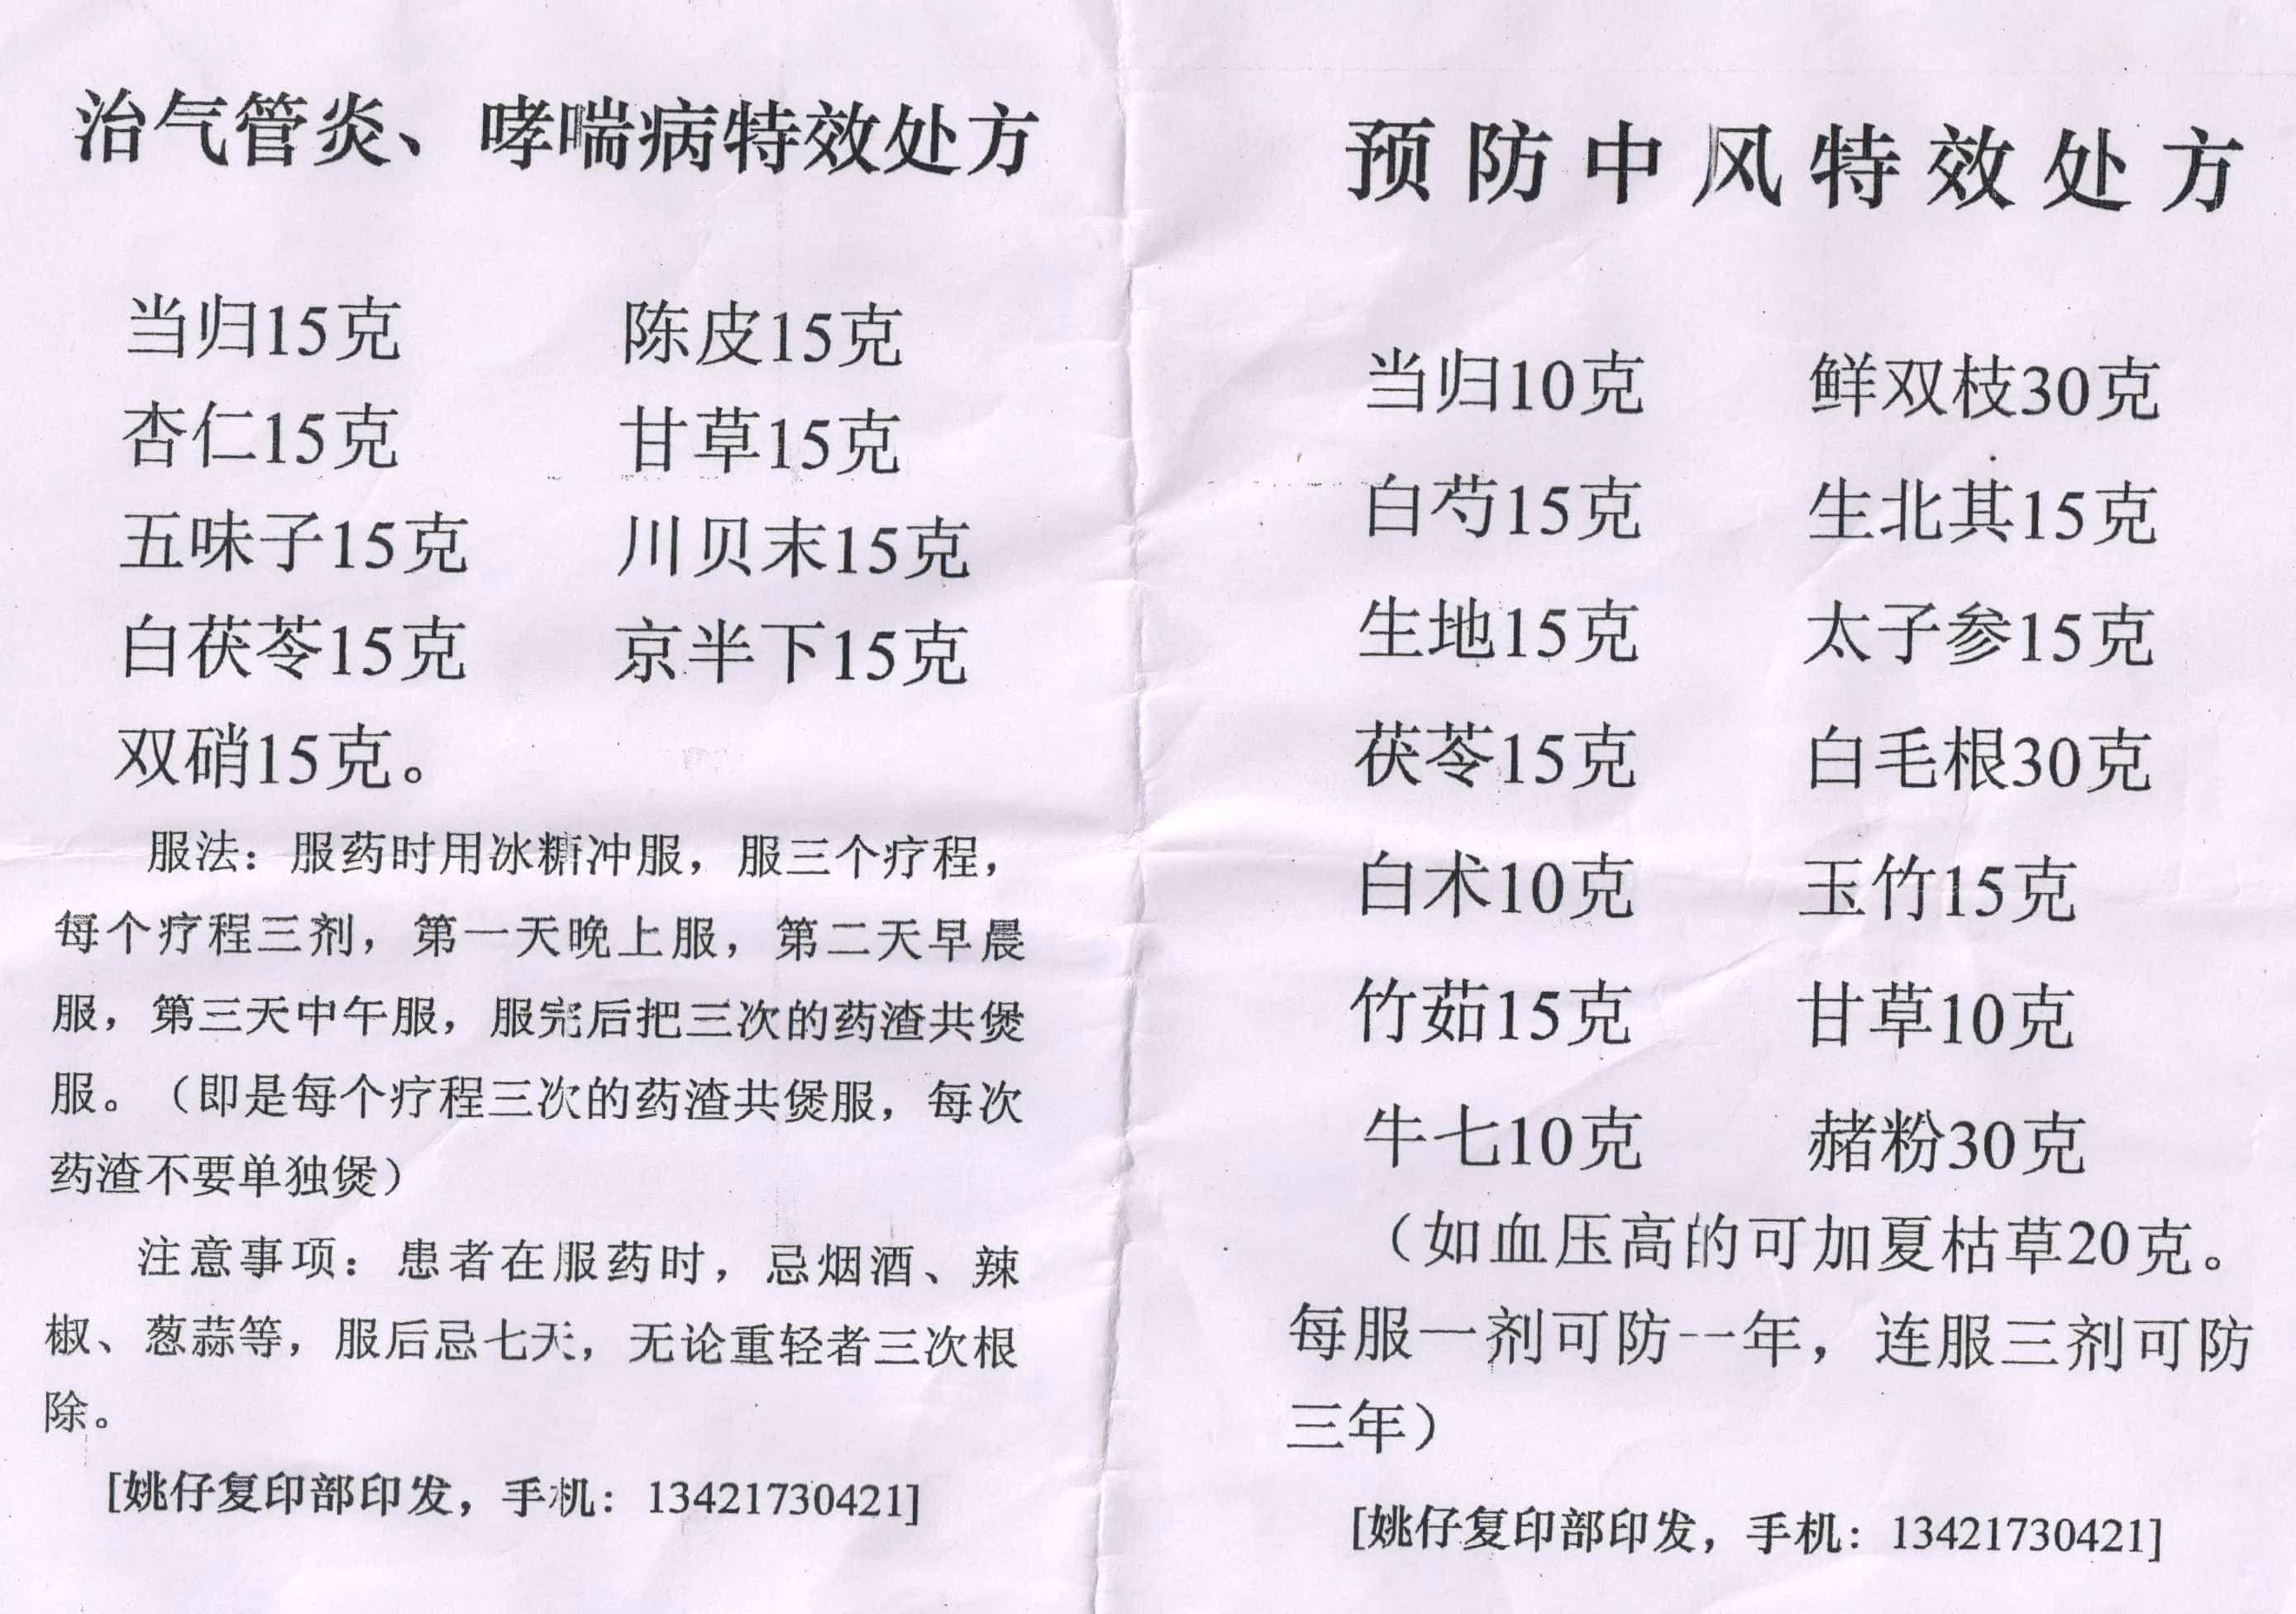 治气管炎、哮喘病特效处方
当归15克 陈皮15克
杏仁15克 甘草15克
五味子15克 川贝末15克
白茯苓15克 京半下15克
双硝15克。
服法：服药时用冰糖冲服，服三个疗程，
每个疗程三剂，第一天晚上服，第二天早晨
服，第三天中午服，服完后把三次的药渣共煲
服。（即是每个疗程三次的药渣共煲服，每次
药渣不要单独煲）
注意事项：患者在服药时，忌烟酒、辣
椒、葱蒜等，服后忌七天，无论重轻者三次根
除。
[姚仔复印部印发，手机：13421730421]
预防中风特效处方
当归10克 鲜双枝30克
白芍15克 生北其15克
生地15克 太子参15克
茯苓15克 白毛根30克
白术10克 玉竹15克
竹茹15克 甘草10克
牛七10克 赭粉30克
（如血压高的可加夏枯草20克。
每服一剂可防一年，连服三剂可防
三年）
[姚仔复印部印发，手机：13421730421]